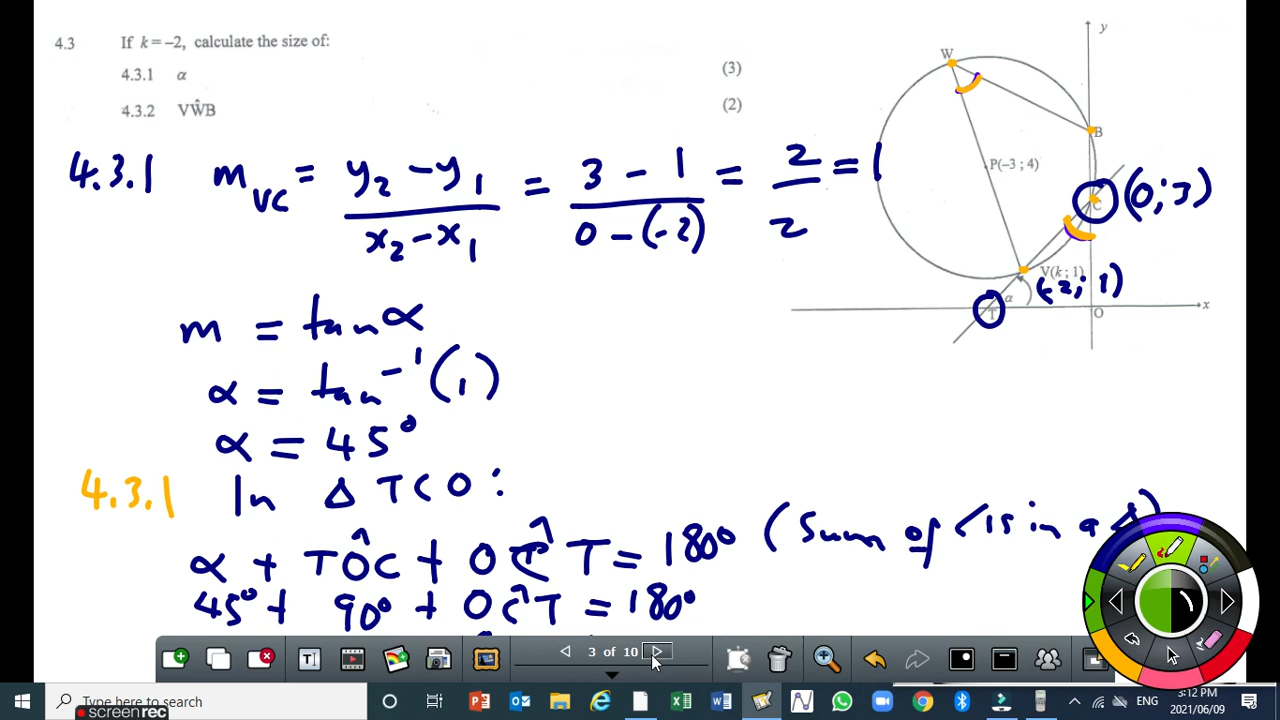 4.3 If k = –2, calculate the size of:
4.3.1 α (3)
4.3.2 VŴB (2)
4.3.1 m_VC = (y₂ – y₁)/(x₂ – x₁) = (3 – 1)/(0 – (–2)) = 2/2 = 1
m = tan α
α = tan⁻¹(1)
α = 45°
4.3.1 In Δ TCO :
α + TÔC + OĈT = 180° (Sum of <'s in a Δ)
45° + 90° + OĈT = 180°
y
W
B
P(–3 ; 4)
C (0 ; 3)
V(k ; 1)
(-2 ; 1)
α
T
O
x
3 of 10
Type here to search
ENG
3:12 PM
2021/06/09
screenrec